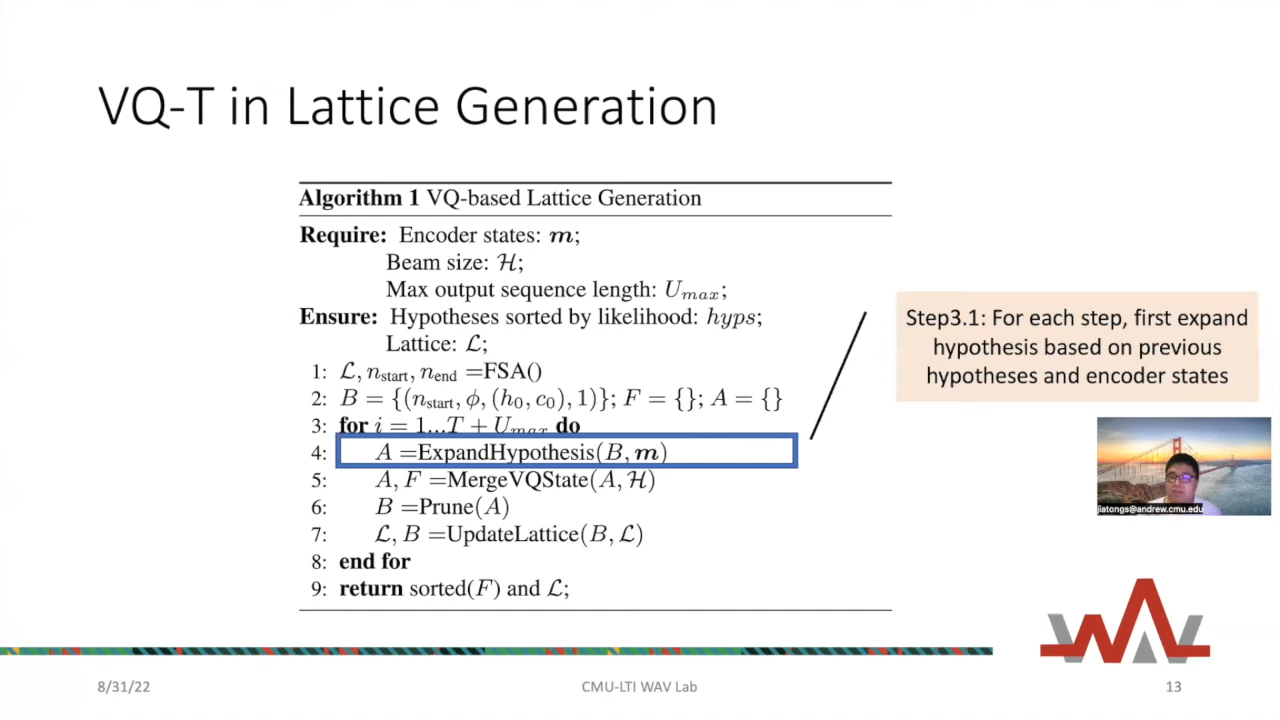 VQ-T in Lattice Generation
Algorithm 1 VQ-based Lattice Generation
Require: Encoder states: m;
Beam size: ℋ;
Max output sequence length: U_max;
Ensure: Hypotheses sorted by likelihood: hyps;
Lattice: ℒ;
1: ℒ, n_start, n_end =FSA()
2: B = {(n_start, ϕ, (h_0, c_0), 1)}; F = {}; A = {}
3: for i = 1...T + U_max do
4: A =ExpandHypothesis(B, m)
5: A, F =MergeVQState(A, ℋ)
6: B =Prune(A)
7: ℒ, B =UpdateLattice(B, ℒ)
8: end for
9: return sorted(F) and ℒ;
Step3.1: For each step, first expand
hypothesis based on previous
hypotheses and encoder states
jiatongs@andrew.cmu.edu
WAV
8/31/22
CMU-LTI WAV Lab
13